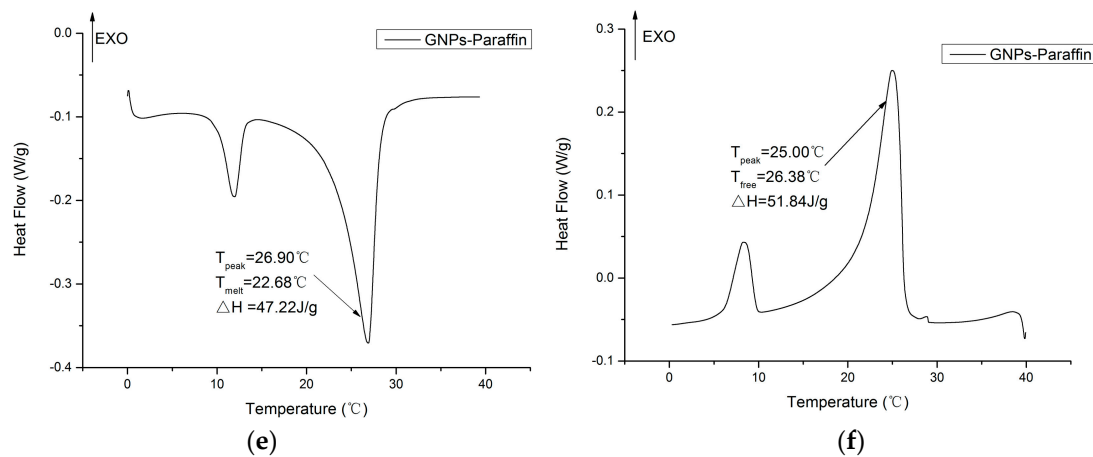 EXO
GNPs-Paraffin
0.0
-0.1
-0.2
-0.3
-0.4
Heat Flow (W/g)
Tpeak=26.90℃
Tmelt=22.68℃
△H =47.22J/g
0
10
20
30
40
Temperature (℃)
(e)
EXO
GNPs-Paraffin
0.3
0.2
0.1
0.0
-0.1
Heat Flow (W/g)
Tpeak=25.00℃
Tfree=26.38℃
△H=51.84J/g
0
10
20
30
40
Temperature (℃)
(f)